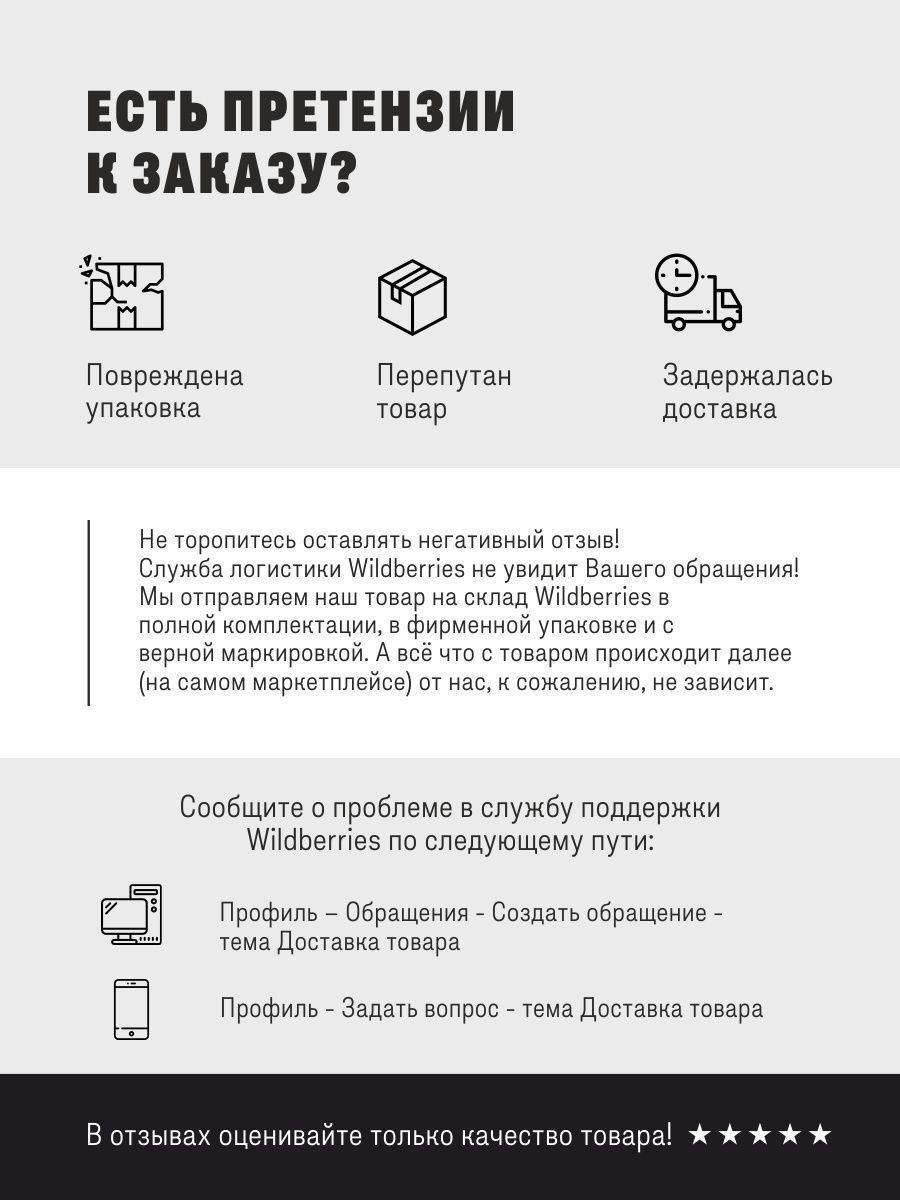 ЕСТЬ ПРЕТЕНЗИИ
К ЗАКАЗУ?
Повреждена
упаковка
Перепутан
товар
Задержалась
доставка
Не торопитесь оставлять негативный отзыв!
Служба логистики Wildberries не увидит Вашего обращения!
Мы отправляем наш товар на склад Wildberries в
полной комплектации, в фирменной упаковке и с
верной маркировкой. А всё что с товаром происходит далее
(на самом маркетплейсе) от нас, к сожалению, не зависит.
Сообщите о проблеме в службу поддержки
Wildberries по следующему пути:
Профиль – Обращения - Создать обращение -
тема Доставка товара
Профиль - Задать вопрос - тема Доставка товара
В отзывах оценивайте только качество товара! ★★★★★